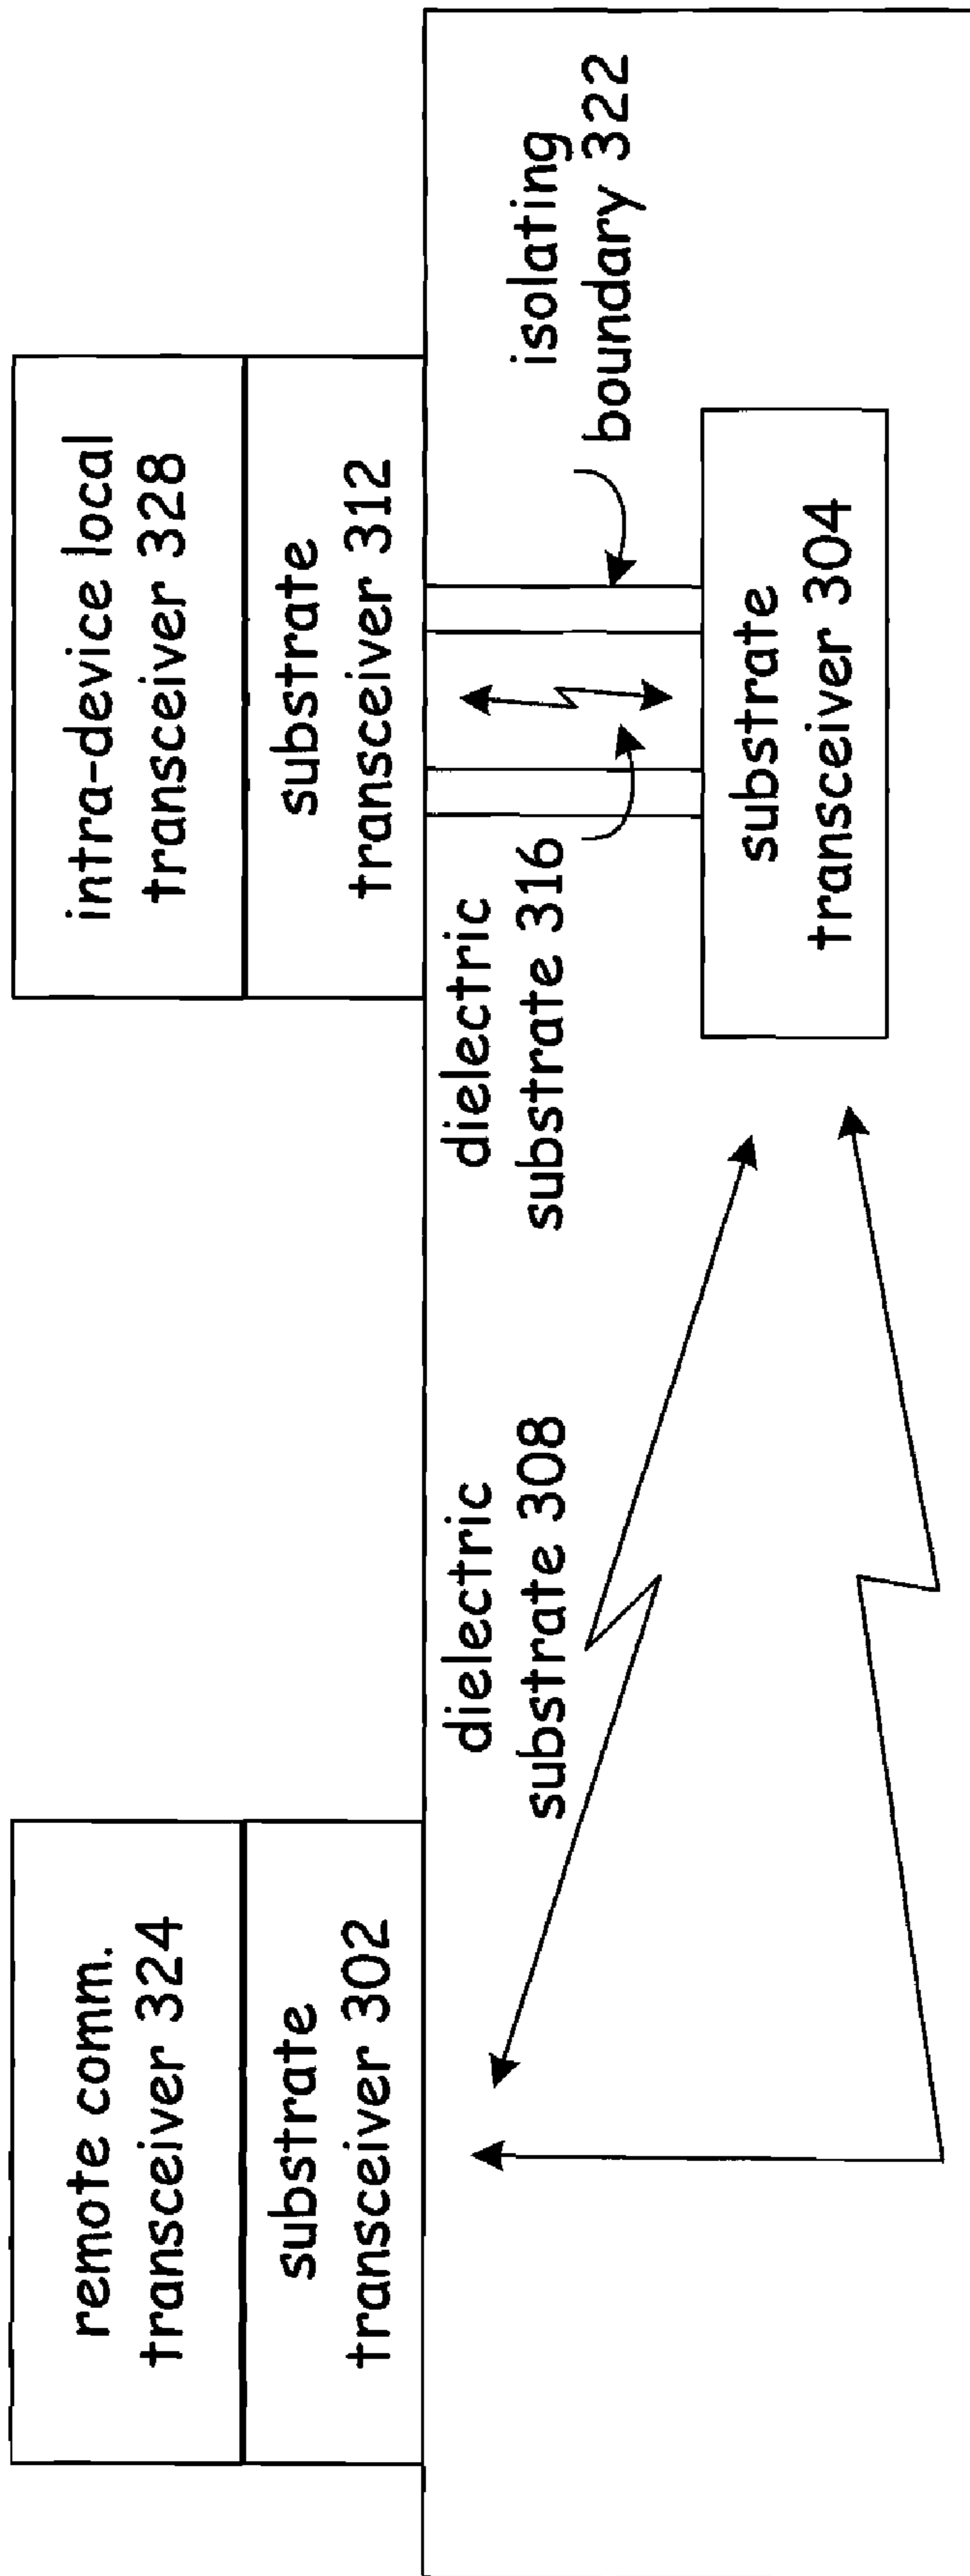 remote comm.
transceiver 324
substrate
transceiver 302
intra-device local
transceiver 328
substrate
transceiver 312
dielectric
substrate 308
dielectric
substrate 316
isolating
boundary 322
substrate
transceiver 304